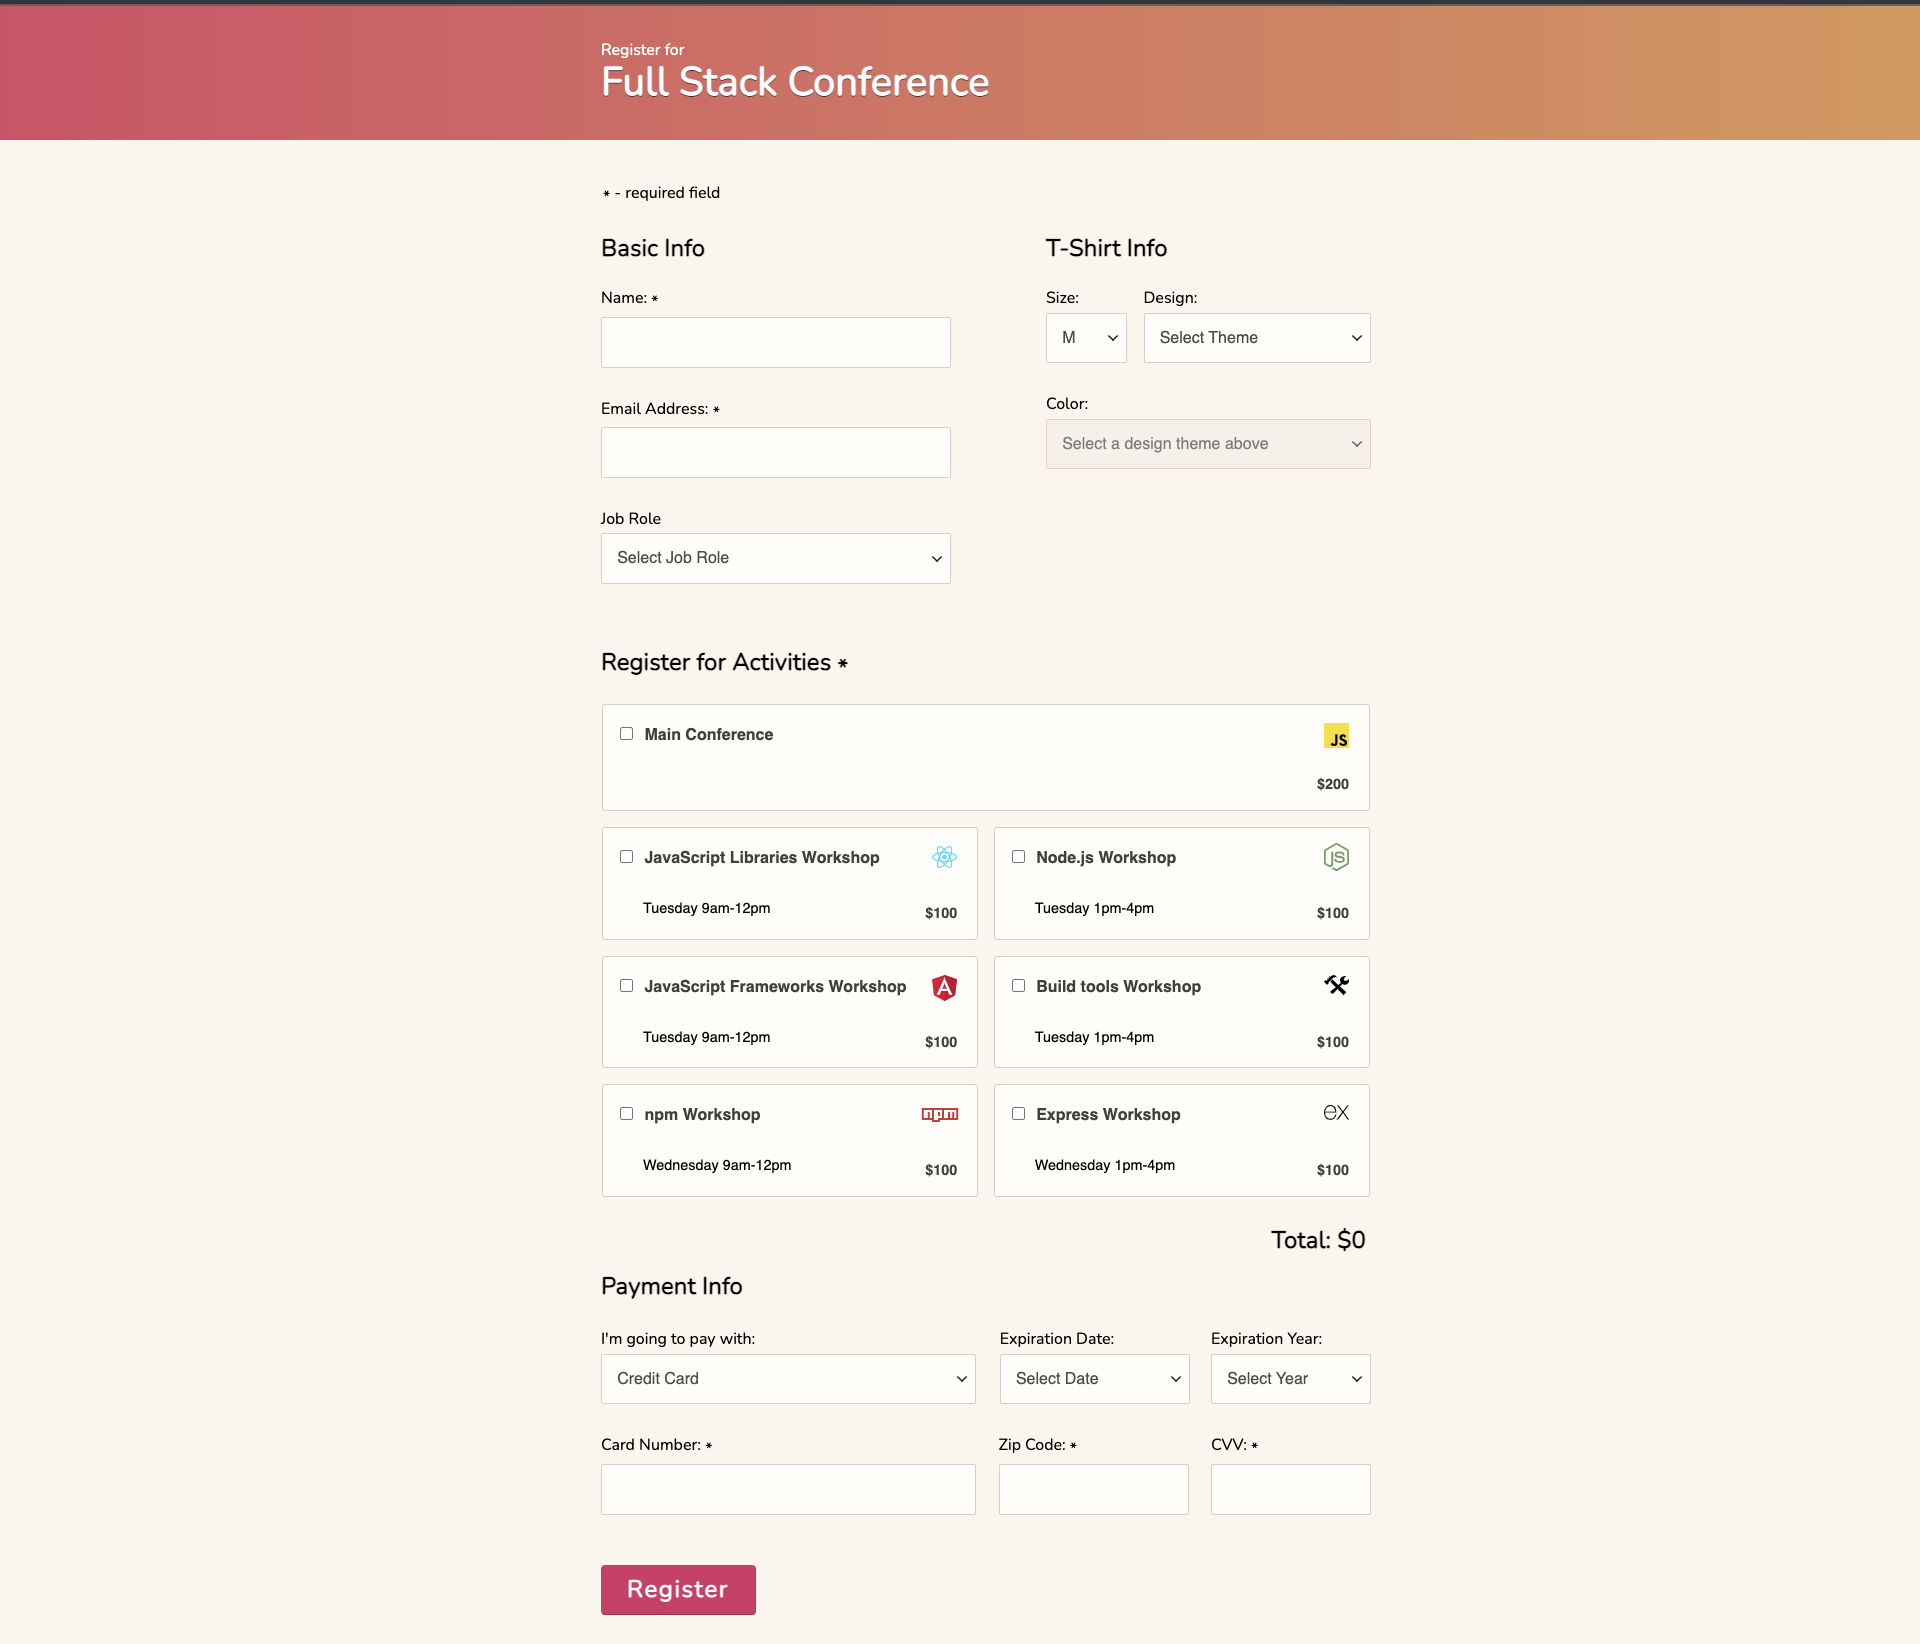 Register for
Full Stack Conference
* - required field
Basic Info
Name: *
Email Address: *
Job Role
Select Job Role
T-Shirt Info
Size:
Design:
M
Select Theme
Color:
Select a design theme above
Register for Activities *
Main Conference
JS
$200
JavaScript Libraries Workshop
Tuesday 9am-12pm
$100
Node.js Workshop
JS
Tuesday 1pm-4pm
$100
JavaScript Frameworks Workshop
A
Tuesday 9am-12pm
$100
Build tools Workshop
Tuesday 1pm-4pm
$100
npm Workshop
npm
Wednesday 9am-12pm
$100
Express Workshop
ex
Wednesday 1pm-4pm
$100
Total: $0
Payment Info
I'm going to pay with:
Expiration Date:
Expiration Year:
Credit Card
Select Date
Select Year
Card Number: *
Zip Code: *
CVV: *
Register